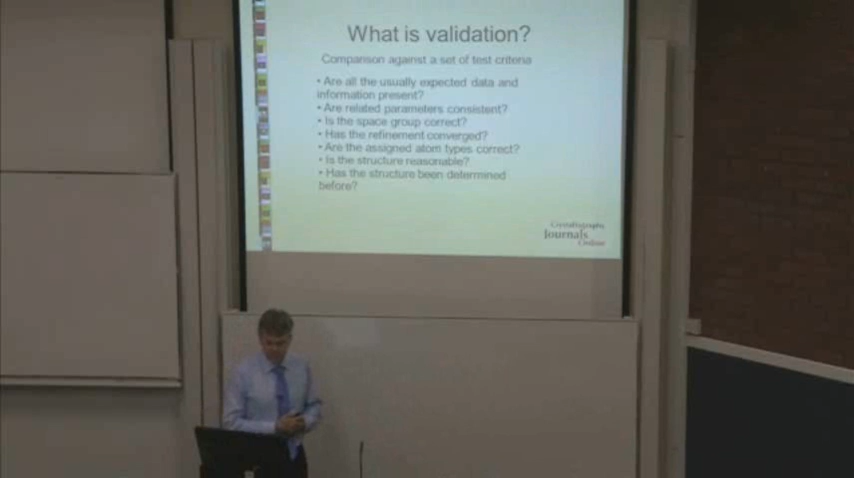 What is validation?
Comparison against a set of test criteria
• Are all the usually expected data and
information present?
• Are related parameters consistent?
• Is the space group correct?
• Has the refinement converged?
• Are the assigned atom types correct?
• Is the structure reasonable?
• Has the structure been determined
before?
Crystallography
Journals
Online